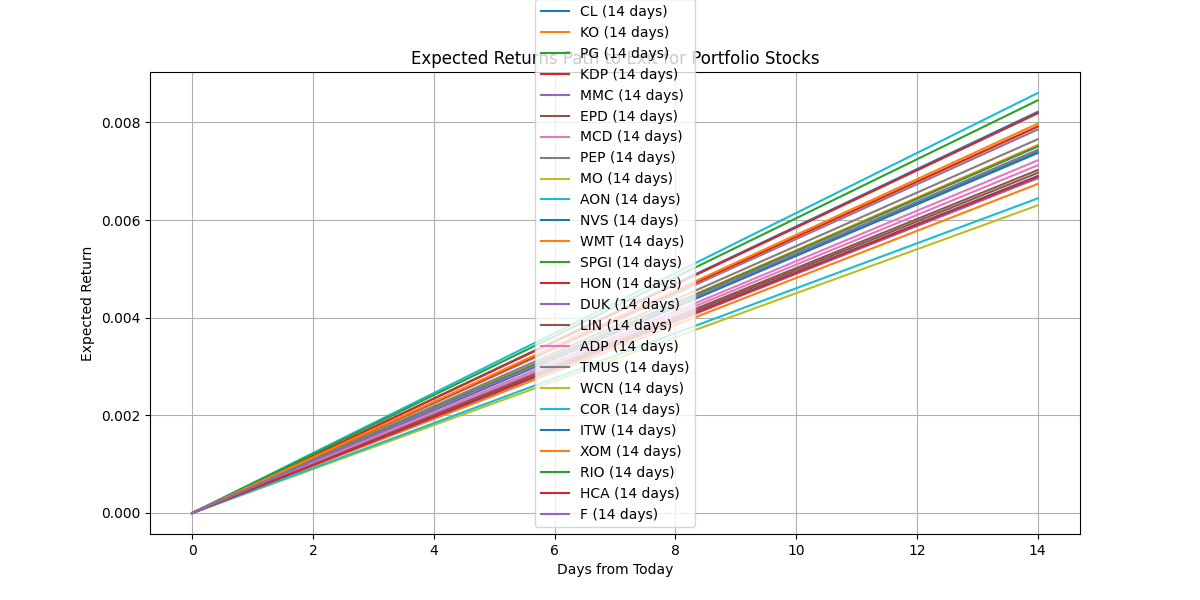 CL (14 days)
KO (14 days)
PG (14 days)
KDP (14 days)
MMC (14 days)
EPD (14 days)
MCD (14 days)
PEP (14 days)
MO (14 days)
AON (14 days)
NVS (14 days)
WMT (14 days)
SPGI (14 days)
HON (14 days)
DUK (14 days)
LIN (14 days)
ADP (14 days)
TMUS (14 days)
WCN (14 days)
COR (14 days)
ITW (14 days)
XOM (14 days)
RIO (14 days)
HCA (14 days)
F (14 days)
Expected Returns Path to Exit for Portfolio Stocks
Expected Return
0.008
0.006
0.004
0.002
0.000
0 2 4 6 8 10 12 14
Days from Today